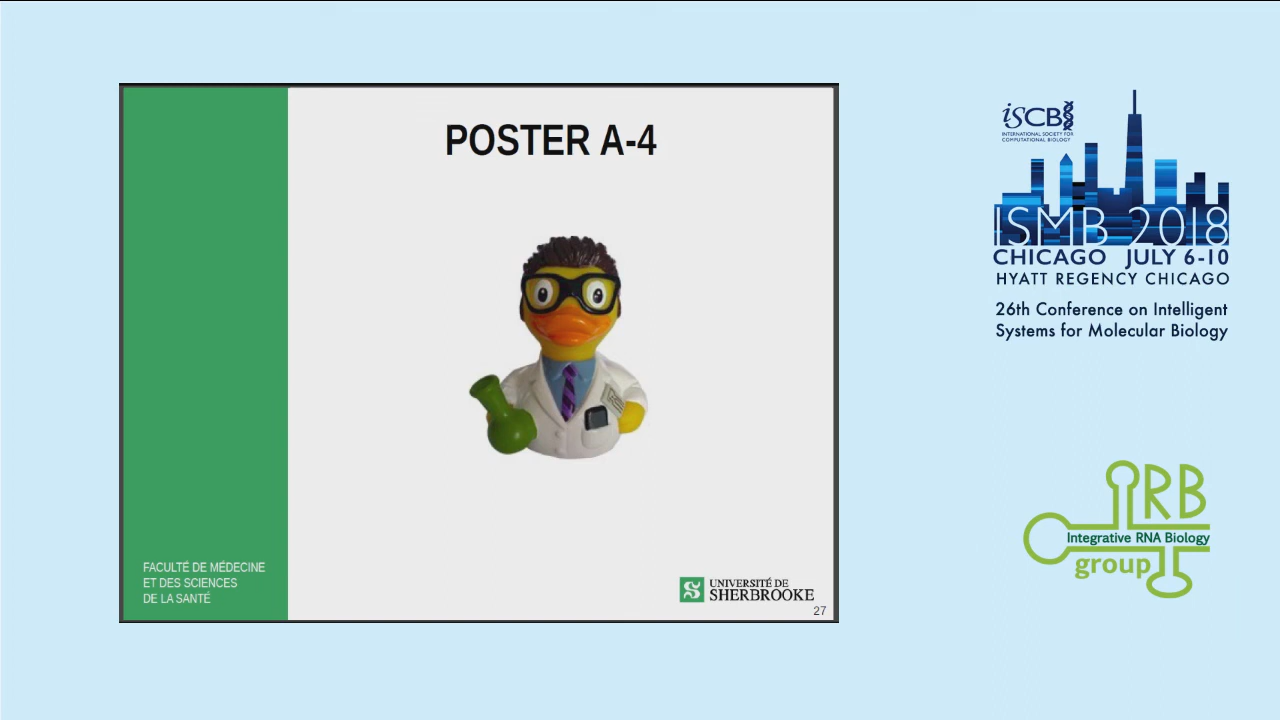 POSTER A-4
FACULTÉ DE MÉDECINE
ET DES SCIENCES
DE LA SANTÉ
UNIVERSITÉ DE
SHERBROOKE
27
iSCB
INTERNATIONAL SOCIETY FOR
COMPUTATIONAL BIOLOGY
ISMB 2018
CHICAGO JULY 6-10
HYATT REGENCY CHICAGO
26th Conference on Intelligent
Systems for Molecular Biology
iRB
Integrative RNA Biology
group